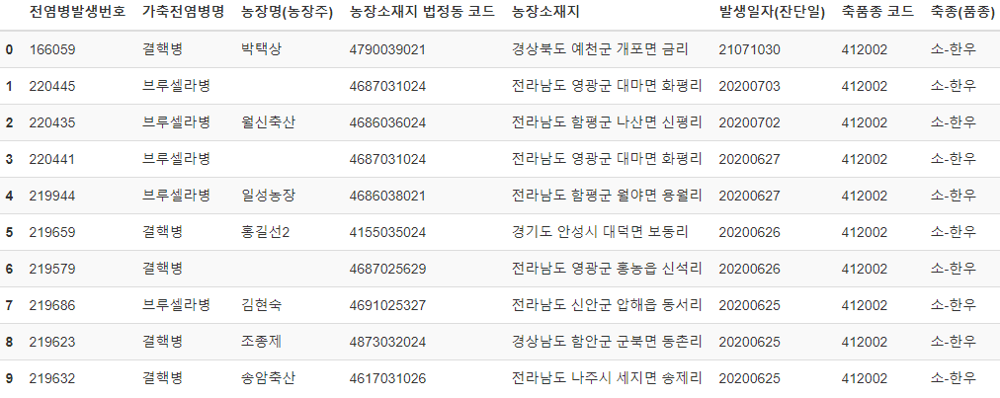 전염병발생번호 가축전염병명 농장명(농장주) 농장소재지 법정동 코드 농장소재지 발생일자(잔단일) 축품종 코드 축종(품종)
0 166059 결핵병 박택상 4790039021 경상북도 예천군 개포면 금리 21071030 412002 소-한우
1 220445 브루셀라병 4687031024 전라남도 영광군 대마면 화평리 20200703 412002 소-한우
2 220435 브루셀라병 월신축산 4686036024 전라남도 함평군 나산면 신평리 20200702 412002 소-한우
3 220441 브루셀라병 4687031024 전라남도 영광군 대마면 화평리 20200627 412002 소-한우
4 219944 브루셀라병 일성농장 4686038021 전라남도 함평군 월야면 용월리 20200627 412002 소-한우
5 219659 결핵병 홍길선2 4155035024 경기도 안성시 대덕면 보동리 20200626 412002 소-한우
6 219579 결핵병 4687025629 전라남도 영광군 홍농읍 신석리 20200626 412002 소-한우
7 219686 브루셀라병 김현숙 4691025327 전라남도 신안군 압해읍 동서리 20200625 412002 소-한우
8 219623 결핵병 조종제 4873032024 경상남도 함안군 군북면 동촌리 20200625 412002 소-한우
9 219632 결핵병 송암축산 4617031026 전라남도 나주시 세지면 송제리 20200625 412002 소-한우